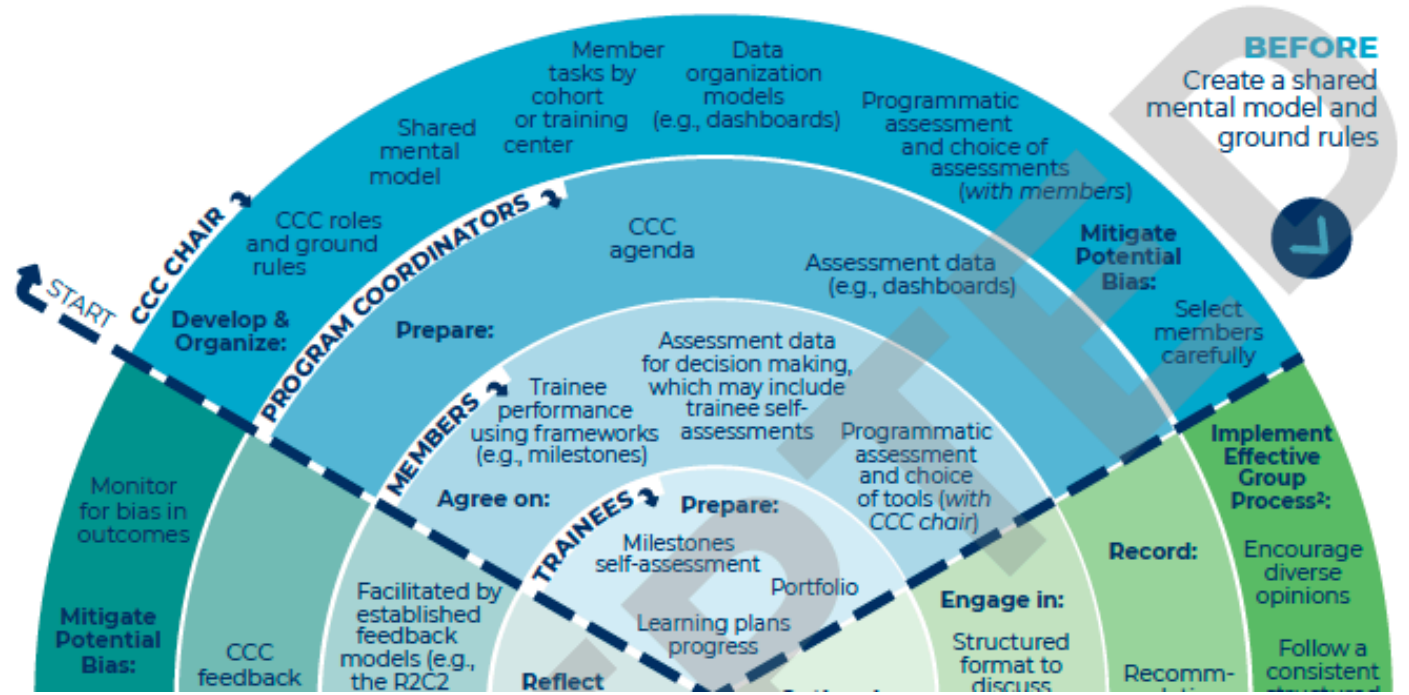 BEFORE
Create a shared
mental model and
ground rules
START
CCC CHAIR
Develop &
Organize:
CCC roles
and ground
rules
Shared
mental
model
Member
tasks by
cohort
or training
center
Data
organization
models
(e.g., dashboards)
Programmatic
assessment
and choice of
assessments
(with members)
Mitigate
Potential
Bias:
Select
members
carefully
PROGRAM COORDINATORS
Prepare:
CCC
agenda
Assessment data
(e.g., dashboards)
MEMBERS
Agree on:
Trainee
performance
using frameworks
(e.g., milestones)
Assessment data
for decision making,
which may include
trainee self-
assessments
Programmatic
assessment
and choice
of tools (with
CCC chair)
TRAINEES
Prepare:
Milestones
self-assessment
Portfolio
Learning plans
progress
Implement
Effective
Group
Process²:
Encourage
diverse
opinions
Follow a
consistent
Record:
Recomm-
Engage in:
Structured
format to
discuss
Monitor
for bias in
outcomes
Mitigate
Potential
Bias:
CCC
feedback
Facilitated by
established
feedback
models (e.g.,
the R2C2
Reflect
PTED